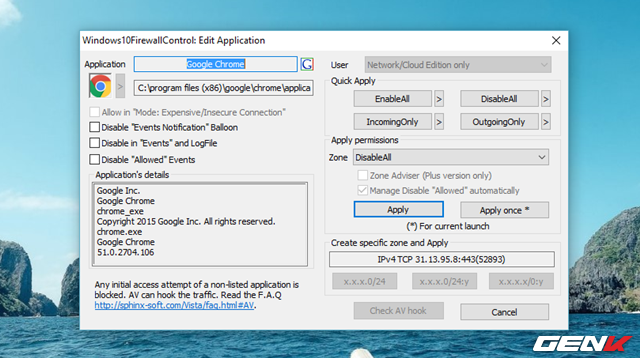 Windows10FirewallControl: Edit Application
Application
Google Chrome
G
>
C:\program files (x86)\google\chrome\applica
Allow in "Mode: Expensive/Insecure Connection"
Disable "Events Notification" Balloon
Disable in "Events" and LogFile
Disable "Allowed" Events
Application's details
Google Inc.
Google Chrome
chrome_exe
Copyright 2015 Google Inc. All rights reserved.
chrome.exe
Google Chrome
51.0.2704.106
Any initial access attempt of a non-listed application is
blocked. AV can hook the traffic. Read the F.A.Q
http://sphinx-soft.com/Vista/faq.html#AV.
User
Network/Cloud Edition only
Quick Apply
EnableAll
>
DisableAll
>
IncomingOnly
>
OutgoingOnly
>
Apply permissions
Zone
DisableAll
Zone Adviser (Plus version only)
Manage Disable "Allowed" automatically
Apply
Apply once *
(*) For current launch
Create specific zone and Apply
IPv4 TCP 31.13.95.8:443(52893)
x.x.x.0/24
x.x.x.0/24:y
x.x.x.x/0:y
Check AV hook
Cancel
GENK